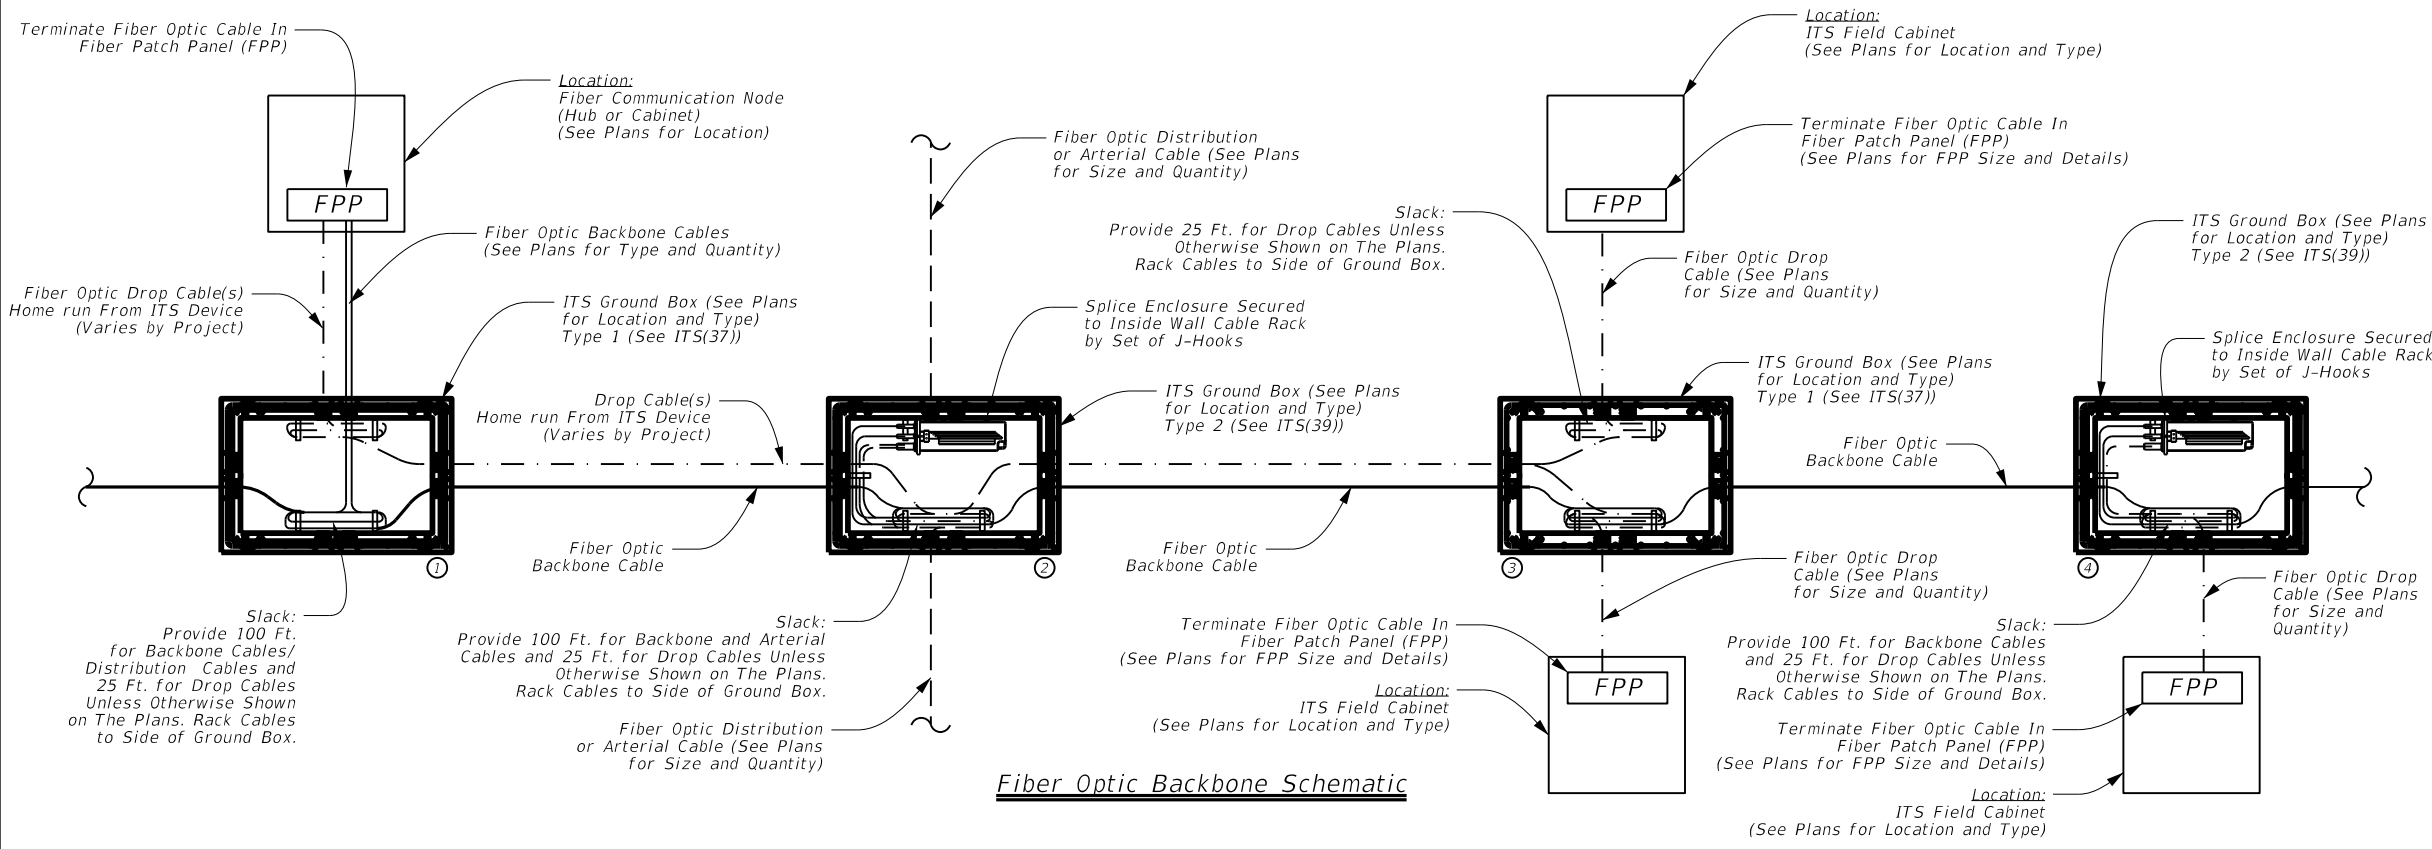 Terminate Fiber Optic Cable In
Fiber Patch Panel (FPP)
Location:
Fiber Communication Node
(Hub or Cabinet)
(See Plans for Location)
FPP
Fiber Optic Backbone Cables
(See Plans for Type and Quantity)
Fiber Optic Drop Cable(s)
Home run From ITS Device
(Varies by Project)
ITS Ground Box (See Plans
for Location and Type)
Type 1 (See ITS(37))
Drop Cable(s)
Home run From ITS Device
(Varies by Project)
Fiber Optic
Backbone Cable
1
Slack:
Provide 100 Ft.
for Backbone Cables/
Distribution Cables and
25 Ft. for Drop Cables
Unless Otherwise Shown
on The Plans. Rack Cables
to Side of Ground Box.
Fiber Optic Distribution
or Arterial Cable (See Plans
for Size and Quantity)
Splice Enclosure Secured
to Inside Wall Cable Rack
by Set of J-Hooks
ITS Ground Box (See Plans
for Location and Type)
Type 2 (See ITS(39))
2
Fiber Optic
Backbone Cable
Slack:
Provide 100 Ft. for Backbone and Arterial
Cables and 25 Ft. for Drop Cables Unless
Otherwise Shown on The Plans.
Rack Cables to Side of Ground Box.
Fiber Optic Distribution
or Arterial Cable (See Plans
for Size and Quantity)
Location:
ITS Field Cabinet
(See Plans for Location and Type)
Terminate Fiber Optic Cable In
Fiber Patch Panel (FPP)
(See Plans for FPP Size and Details)
FPP
Slack:
Provide 25 Ft. for Drop Cables Unless
Otherwise Shown on The Plans.
Rack Cables to Side of Ground Box.
Fiber Optic Drop
Cable (See Plans
for Size and Quantity)
ITS Ground Box (See Plans
for Location and Type)
Type 1 (See ITS(37))
Fiber Optic
Backbone Cable
3
Fiber Optic Drop
Cable (See Plans
for Size and Quantity)
Terminate Fiber Optic Cable In
Fiber Patch Panel (FPP)
(See Plans for FPP Size and Details)
FPP
Location:
ITS Field Cabinet
(See Plans for Location and Type)
ITS Ground Box (See Plans
for Location and Type)
Type 2 (See ITS(39))
Splice Enclosure Secured
to Inside Wall Cable Rack
by Set of J-Hooks
4
Fiber Optic Drop
Cable (See Plans
for Size and
Quantity)
Slack:
Provide 100 Ft. for Backbone Cables
and 25 Ft. for Drop Cables Unless
Otherwise Shown on The Plans.
Rack Cables to Side of Ground Box.
FPP
Terminate Fiber Optic Cable In
Fiber Patch Panel (FPP)
(See Plans for FPP Size and Details)
Location:
ITS Field Cabinet
(See Plans for Location and Type)
Fiber Optic Backbone Schematic